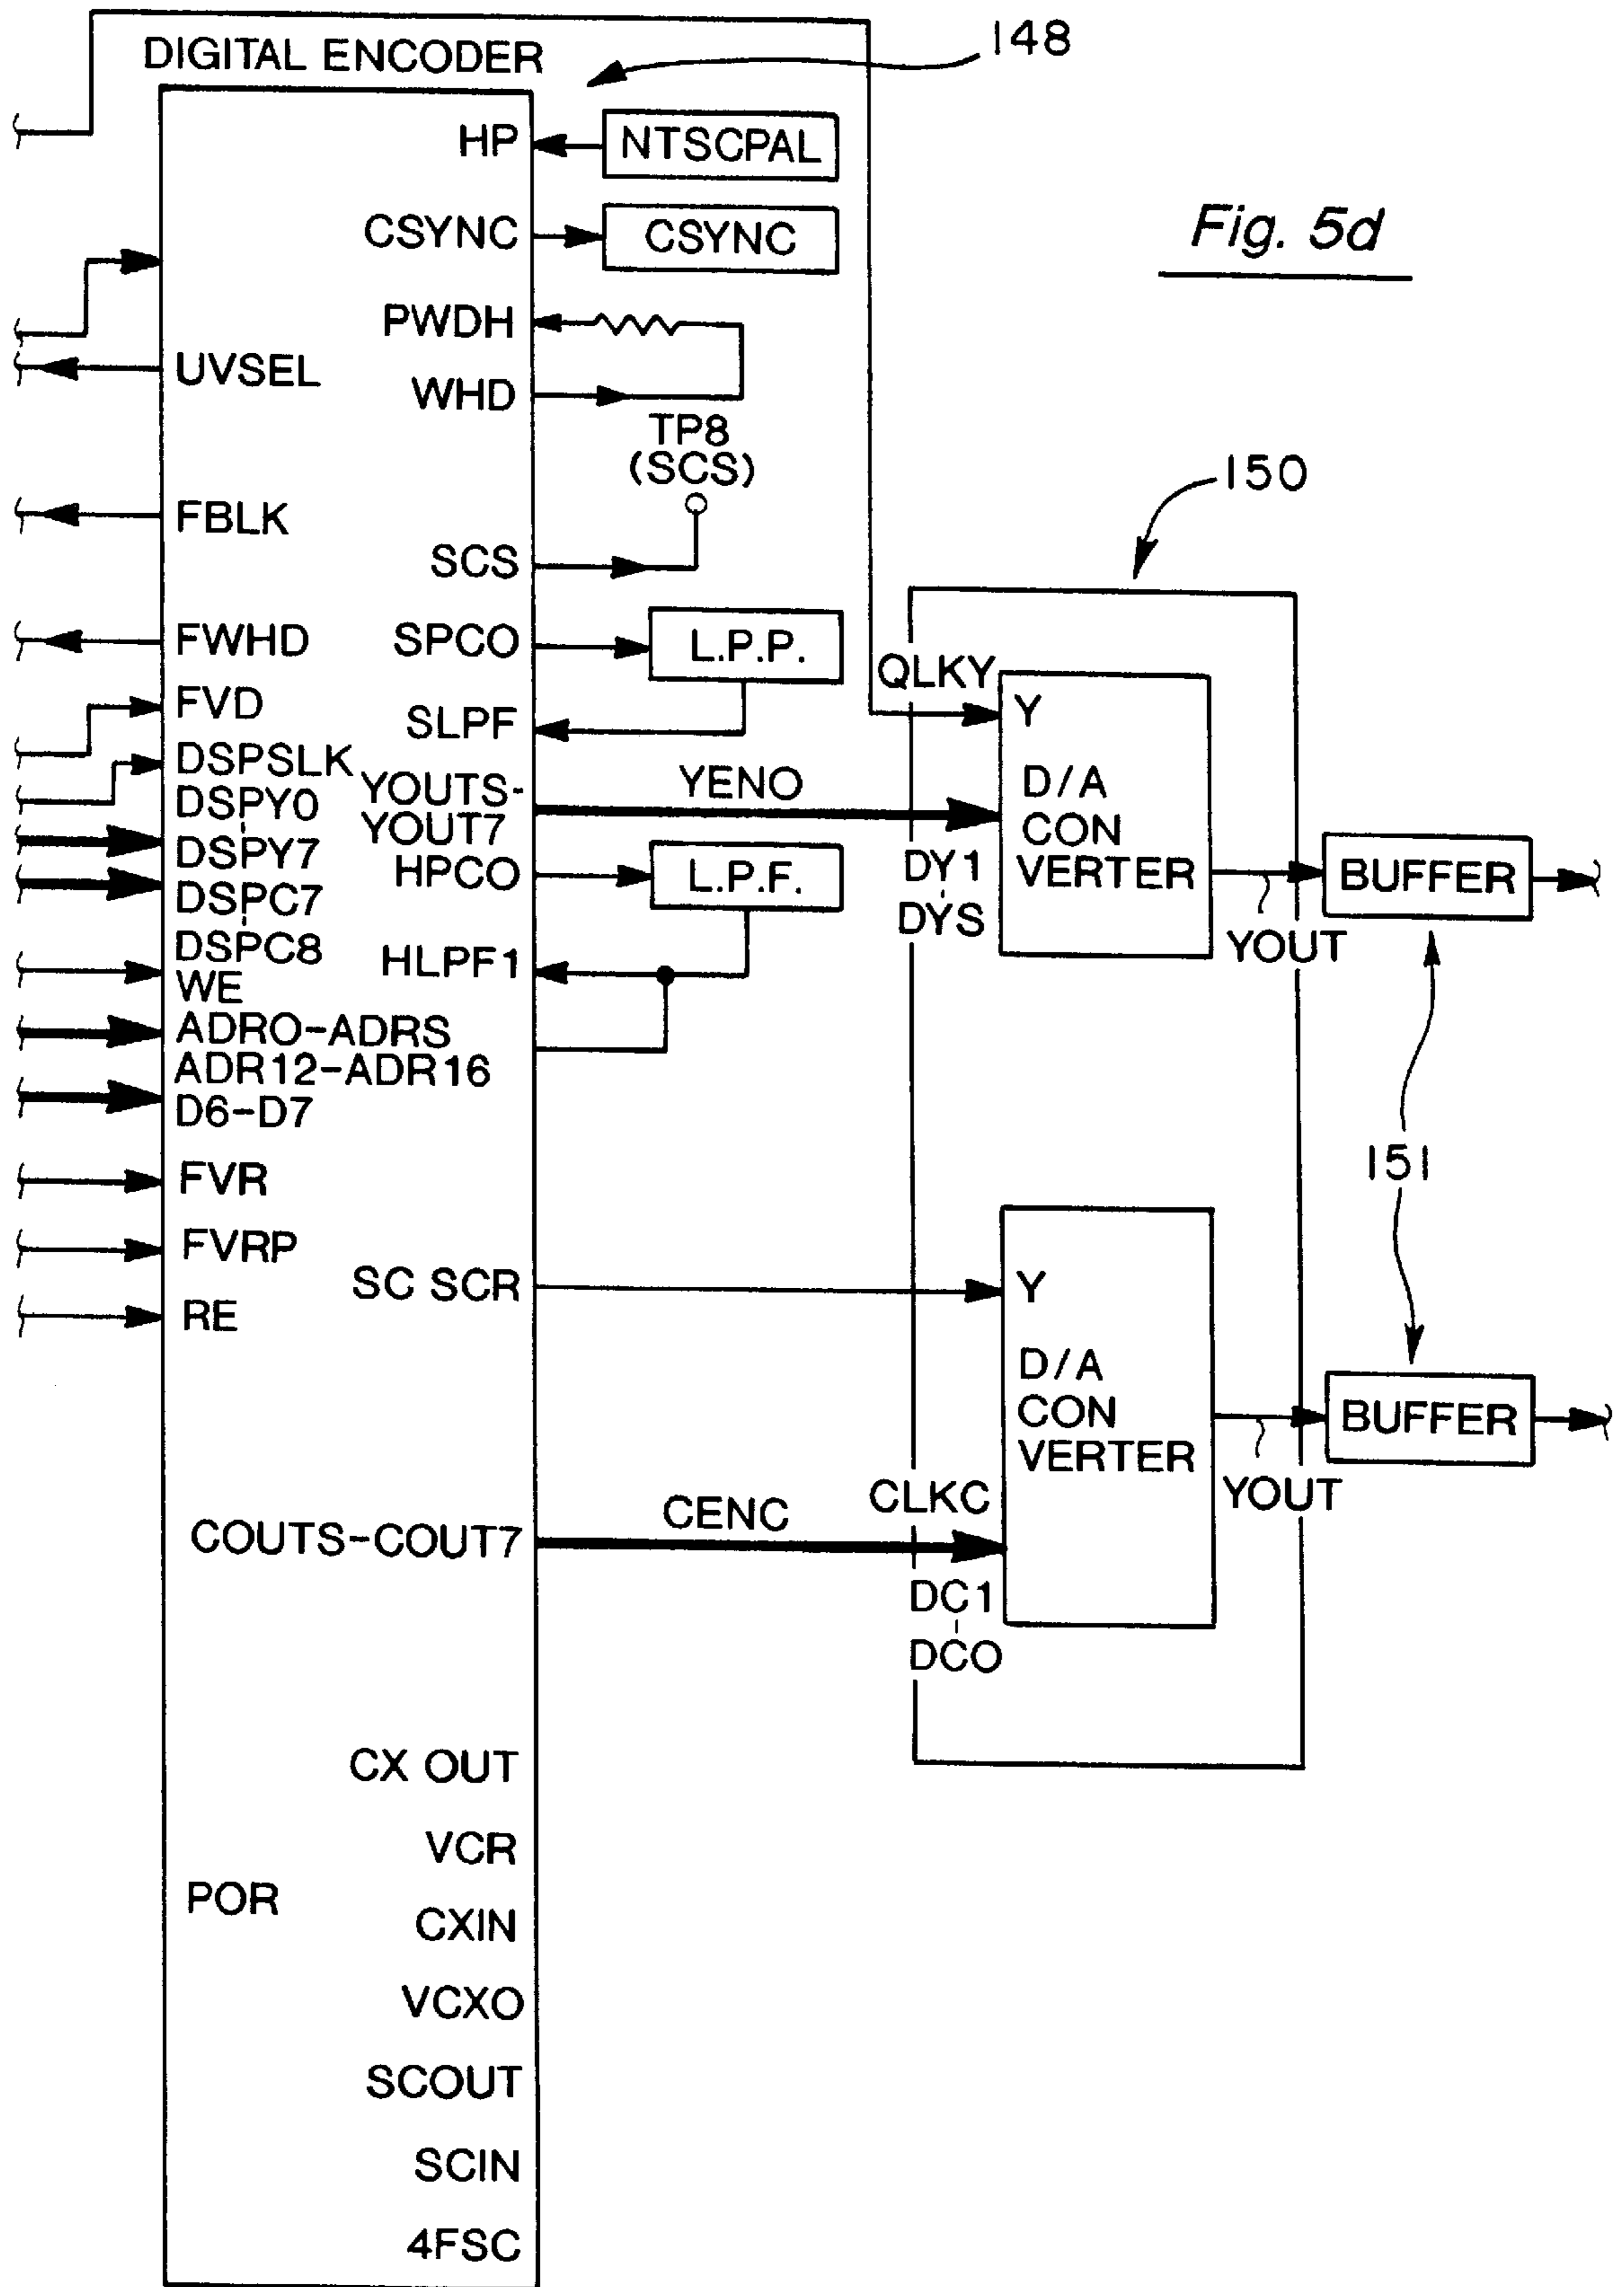 148
DIGITAL ENCODER
HP
NTSCPAL
CSYNC
CSYNC
Fig. 5d
PWDH
UVSEL
WHD
TP8
(SCS)
150
FBLK
SCS
FWHD
SPCO
L.P.P.
QLKY
FVD
SLPF
Y
DSPSLK
DSPY0
DSPY7
DSPC7
DSPC8
YOUTS-
YOUT7
YENO
D/A
CON
VERTER
HPCO
L.P.F.
DY1
DYS
BUFFER
YOUT
HLPF1
WE
ADRO-ADRS
ADR12-ADR16
D6-D7
151
FVR
FVRP
RE
SC SCR
Y
D/A
CON
VERTER
BUFFER
YOUT
CLKC
CENC
COUTS-COUT7
DC1
DCO
CX OUT
VCR
POR
CXIN
VCXO
SCOUT
SCIN
4FSC